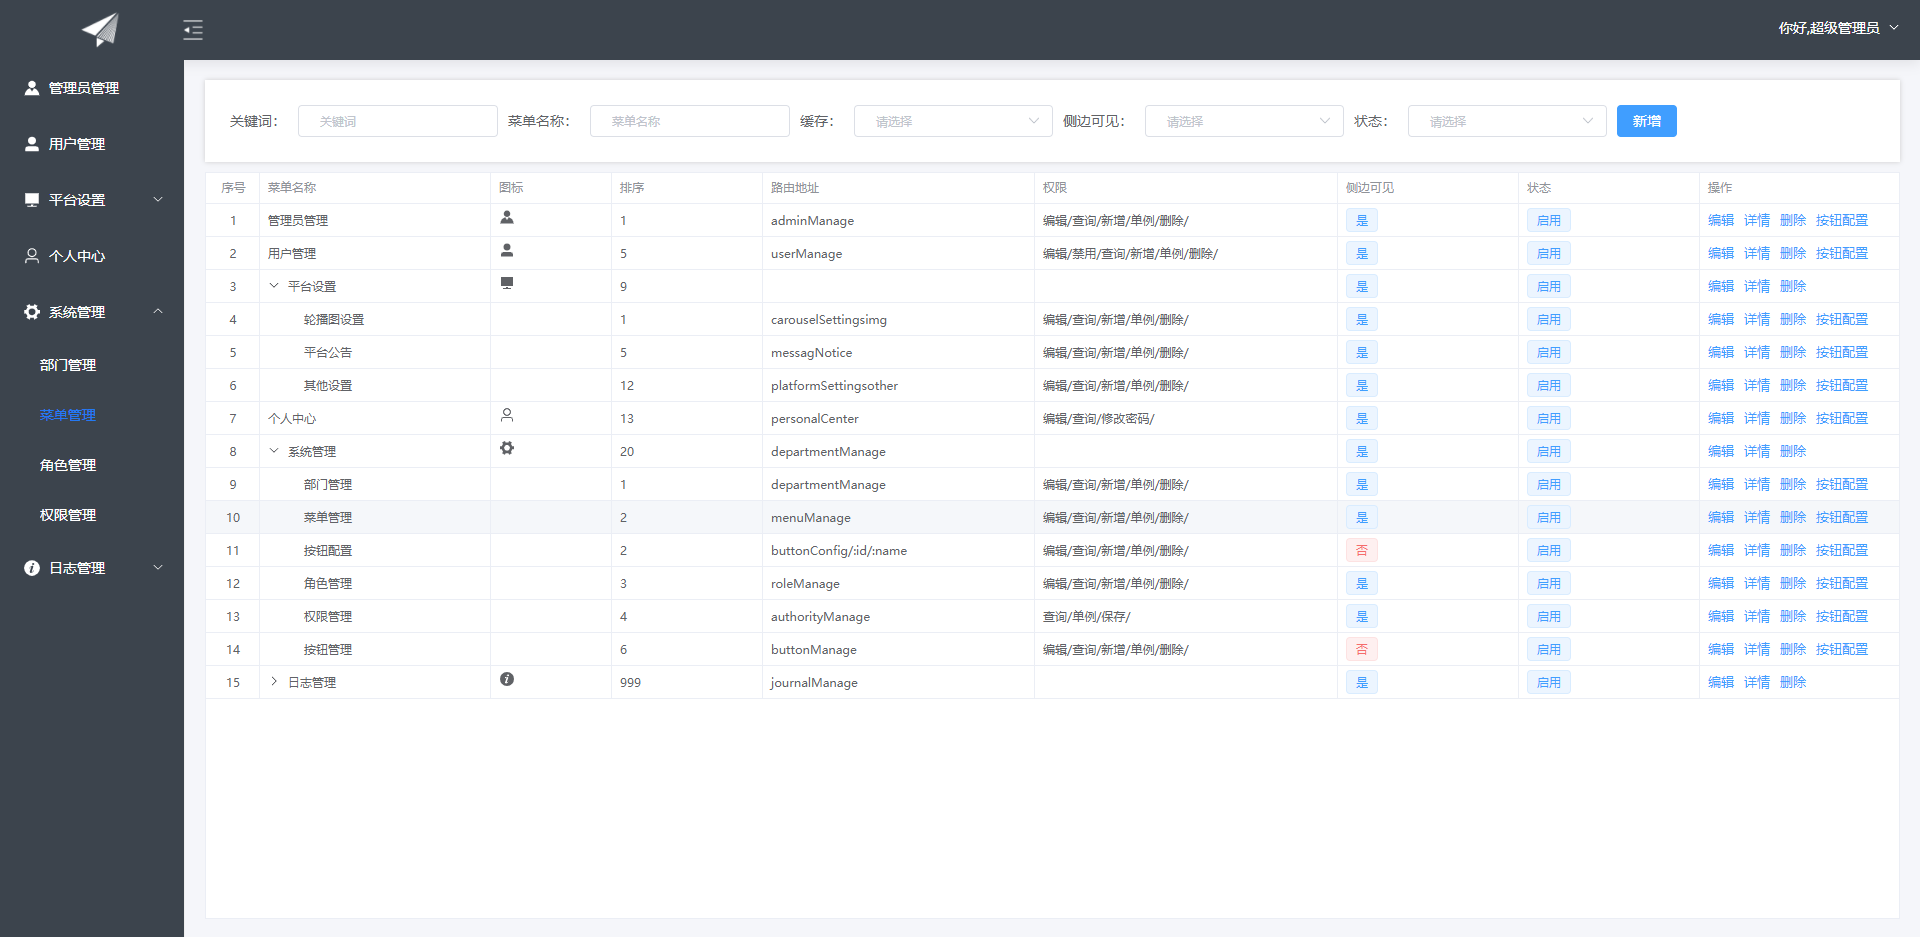 你好,超级管理员
管理员管理
用户管理
平台设置
个人中心
系统管理
部门管理
菜单管理
角色管理
权限管理
日志管理
关键词： 关键词 菜单名称： 菜单名称 缓存： 请选择 侧边可见： 请选择 状态： 请选择 新增
序号 菜单名称 图标 排序 路由地址 权限 侧边可见 状态 操作
1 管理员管理 1 adminManage 编辑/查询/新增/单例/删除/ 是 启用 编辑 详情 删除 按钮配置
2 用户管理 5 userManage 编辑/禁用/查询/新增/单例/删除/ 是 启用 编辑 详情 删除 按钮配置
3 平台设置 9 是 启用 编辑 详情 删除
4 轮播图设置 1 carouselSettingsimg 编辑/查询/新增/单例/删除/ 是 启用 编辑 详情 删除 按钮配置
5 平台公告 5 messagNotice 编辑/查询/新增/单例/删除/ 是 启用 编辑 详情 删除 按钮配置
6 其他设置 12 platformSettingsother 编辑/查询/新增/单例/删除/ 是 启用 编辑 详情 删除 按钮配置
7 个人中心 13 personalCenter 编辑/查询/修改密码/ 是 启用 编辑 详情 删除 按钮配置
8 系统管理 20 departmentManage 是 启用 编辑 详情 删除
9 部门管理 1 departmentManage 编辑/查询/新增/单例/删除/ 是 启用 编辑 详情 删除 按钮配置
10 菜单管理 2 menuManage 编辑/查询/新增/单例/删除/ 是 启用 编辑 详情 删除 按钮配置
11 按钮配置 2 buttonConfig/:id/:name 编辑/查询/新增/单例/删除/ 否 启用 编辑 详情 删除 按钮配置
12 角色管理 3 roleManage 编辑/查询/新增/单例/删除/ 是 启用 编辑 详情 删除 按钮配置
13 权限管理 4 authorityManage 查询/单例/保存/ 是 启用 编辑 详情 删除 按钮配置
14 按钮管理 6 buttonManage 编辑/查询/新增/单例/删除/ 否 启用 编辑 详情 删除 按钮配置
15 日志管理 999 journalManage 是 启用 编辑 详情 删除